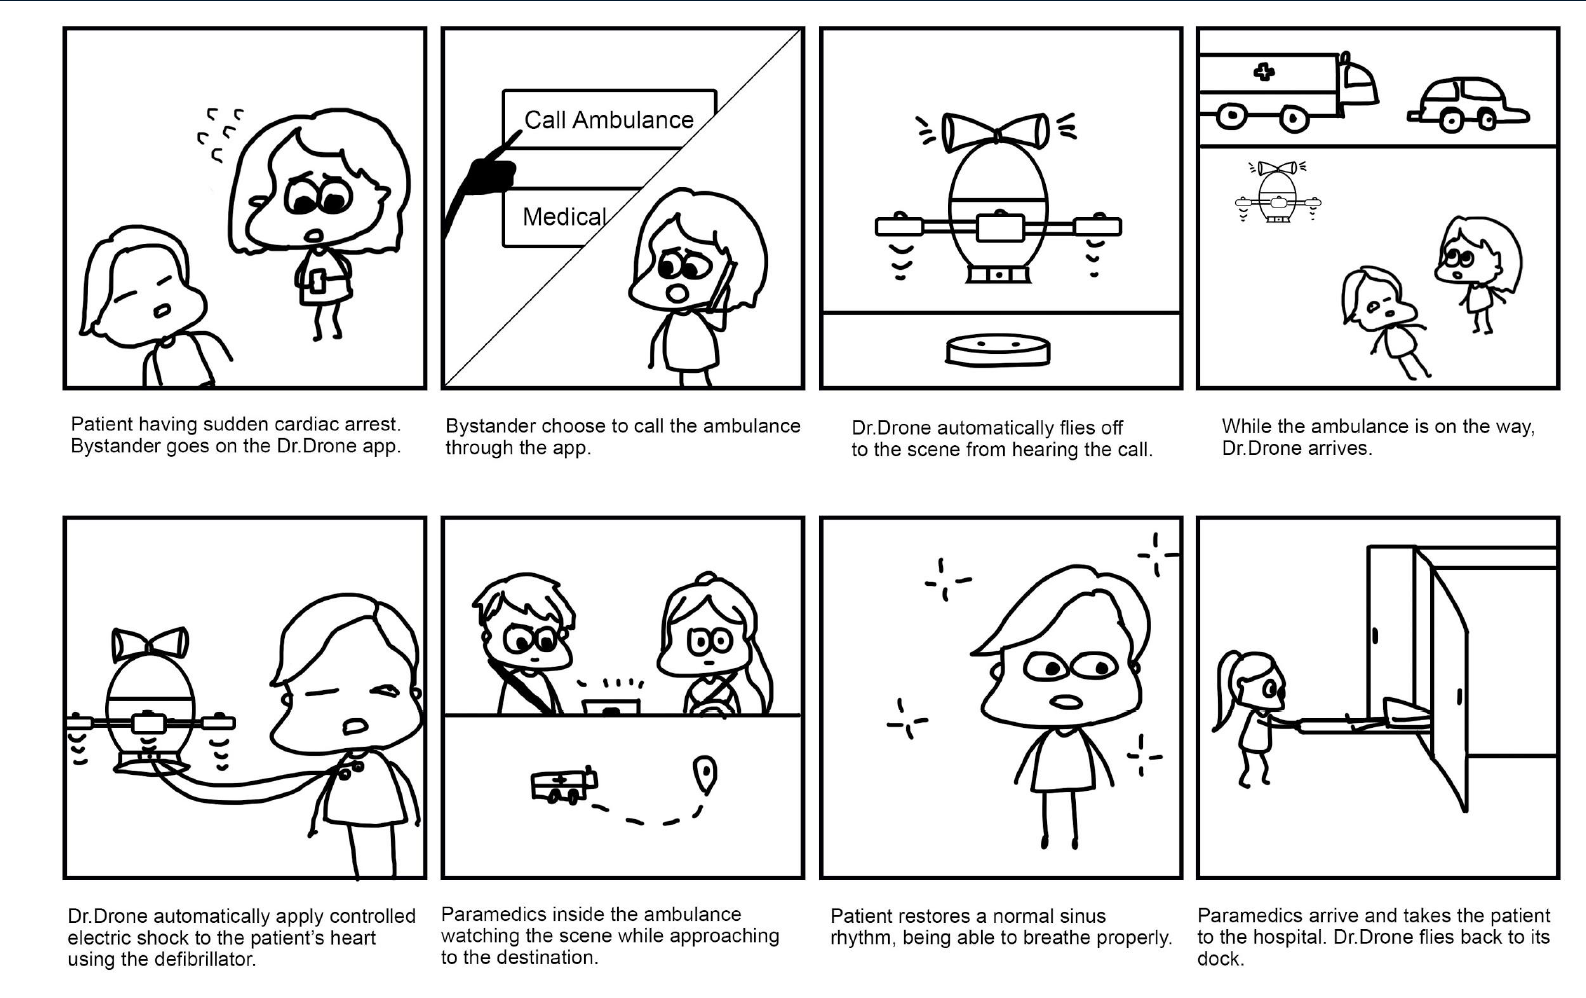 Call Ambulance
Medical
Patient having sudden cardiac arrest.
Bystander goes on the Dr.Drone app.
Bystander choose to call the ambulance
through the app.
Dr.Drone automatically flies off
to the scene from hearing the call.
While the ambulance is on the way,
Dr.Drone arrives.
Dr.Drone automatically apply controlled
electric shock to the patient's heart
using the defibrillator.
Paramedics inside the ambulance
watching the scene while approaching
to the destination.
Patient restores a normal sinus
rhythm, being able to breathe properly.
Paramedics arrive and takes the patient
to the hospital. Dr.Drone flies back to its
dock.